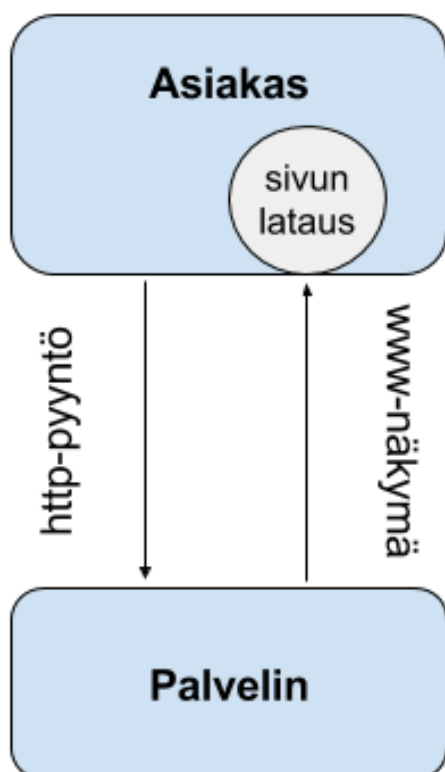 Asiakas
sivun
lataus
http-pyyntö
www-näkymä
Palvelin